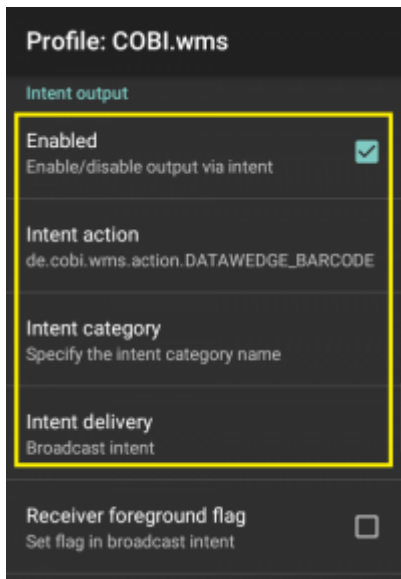 Profile: COBI.wms
Intent output
Enabled
Enable/disable output via intent
Intent action
de.cobi.wms.action.DATAWEDGE_BARCODE
Intent category
Specify the intent category name
Intent delivery
Broadcast intent
Receiver foreground flag
Set flag in broadcast intent